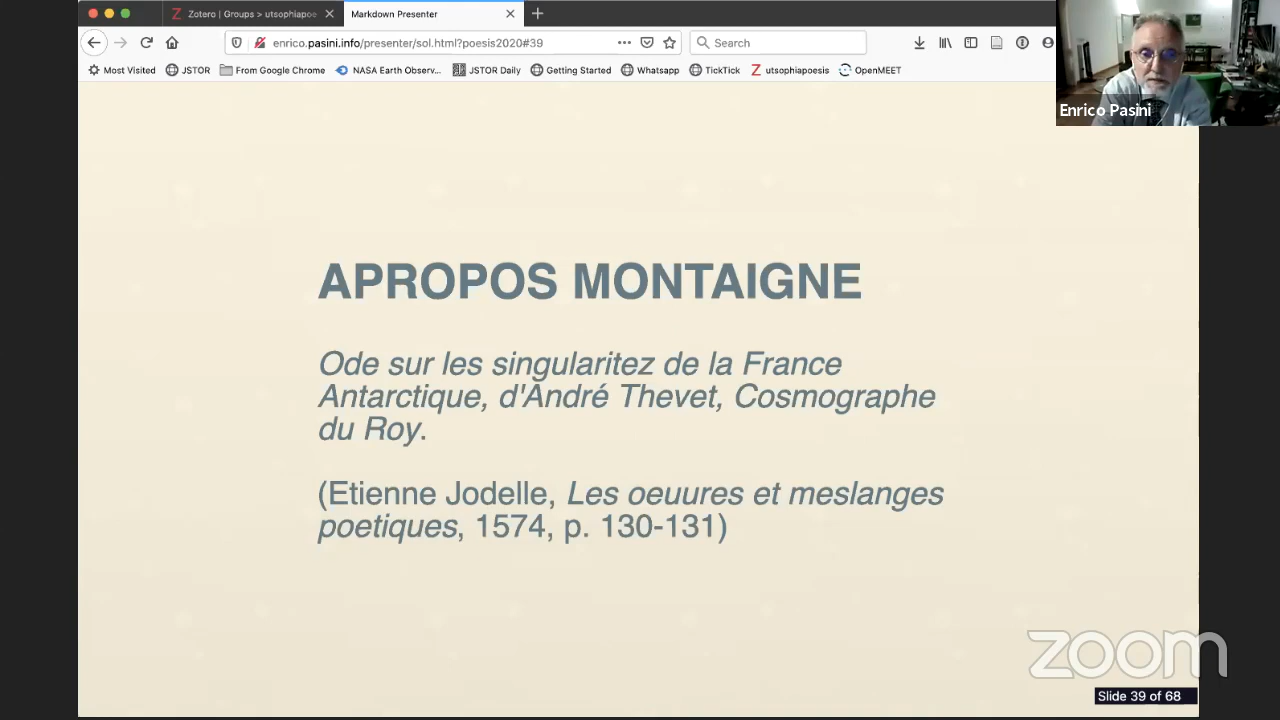 Zotero | Groups > utsophiapoe
Markdown Presenter
enrico.pasini.info/presenter/sol.html?poesis2020#39
Search
Most Visited
JSTOR
From Google Chrome
NASA Earth Observ...
JSTOR Daily
Getting Started
Whatsapp
TickTick
utsophiapoesis
OpenMEET
Enrico Pasini
APROPOS MONTAIGNE
Ode sur les singularitez de la France
Antarctique, d'André Thevet, Cosmographe
du Roy.
(Etienne Jodelle, Les oeuures et meslanges
poetiques, 1574, p. 130-131)
zoom
Slide 39 of 68